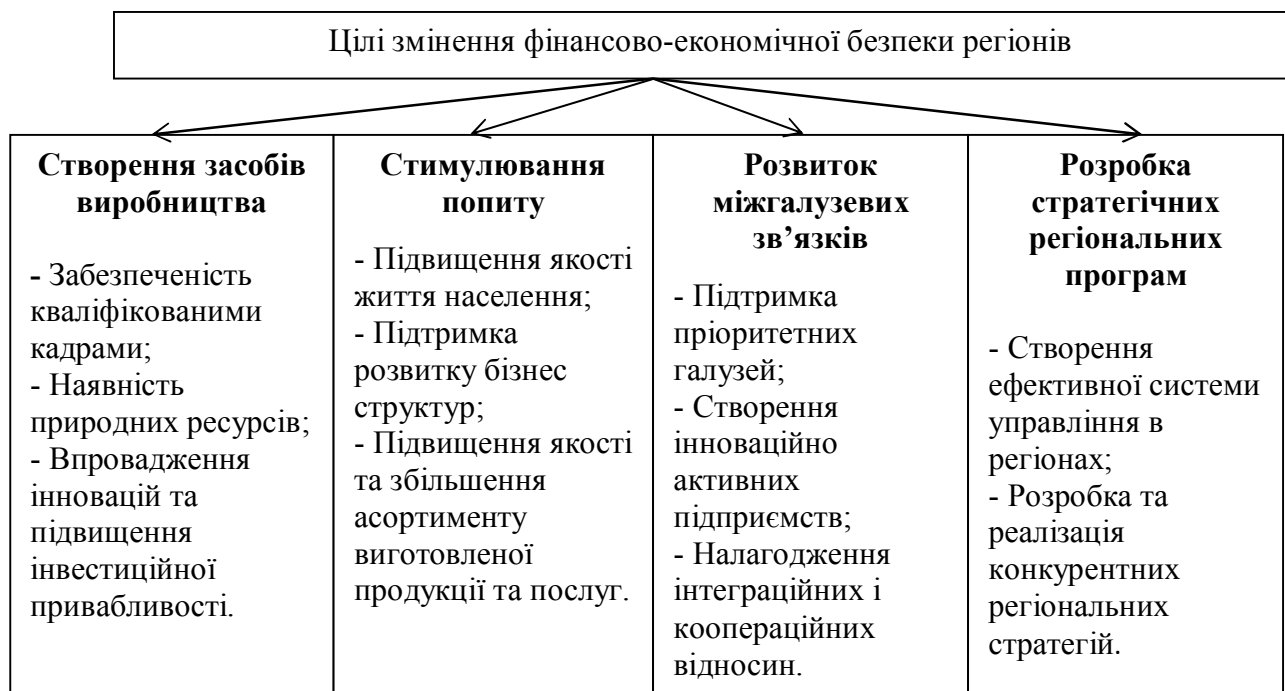 Цілі змінення фінансово-економічної безпеки регіонів
Створення засобів
виробництва
- Забезпеченість
кваліфікованими
кадрами;
- Наявність
природних ресурсів;
- Впровадження
інновацій та
підвищення
інвестиційної
привабливості.
Стимулювання
попиту
- Підвищення якості
життя населення;
- Підтримка
розвитку бізнес
структур;
- Підвищення якості
та збільшення
асортименту
виготовленої
продукції та послуг.
Розвиток
міжгалузевих
зв’язків
- Підтримка
пріоритетних
галузей;
- Створення
інноваційно
активних
підприємств;
- Налагодження
інтеграційних і
коопераційних
відносин.
Розробка
стратегічних
регіональних
програм
- Створення
ефективної системи
управління в
регіонах;
- Розробка та
реалізація
конкурентних
регіональних
стратегій.